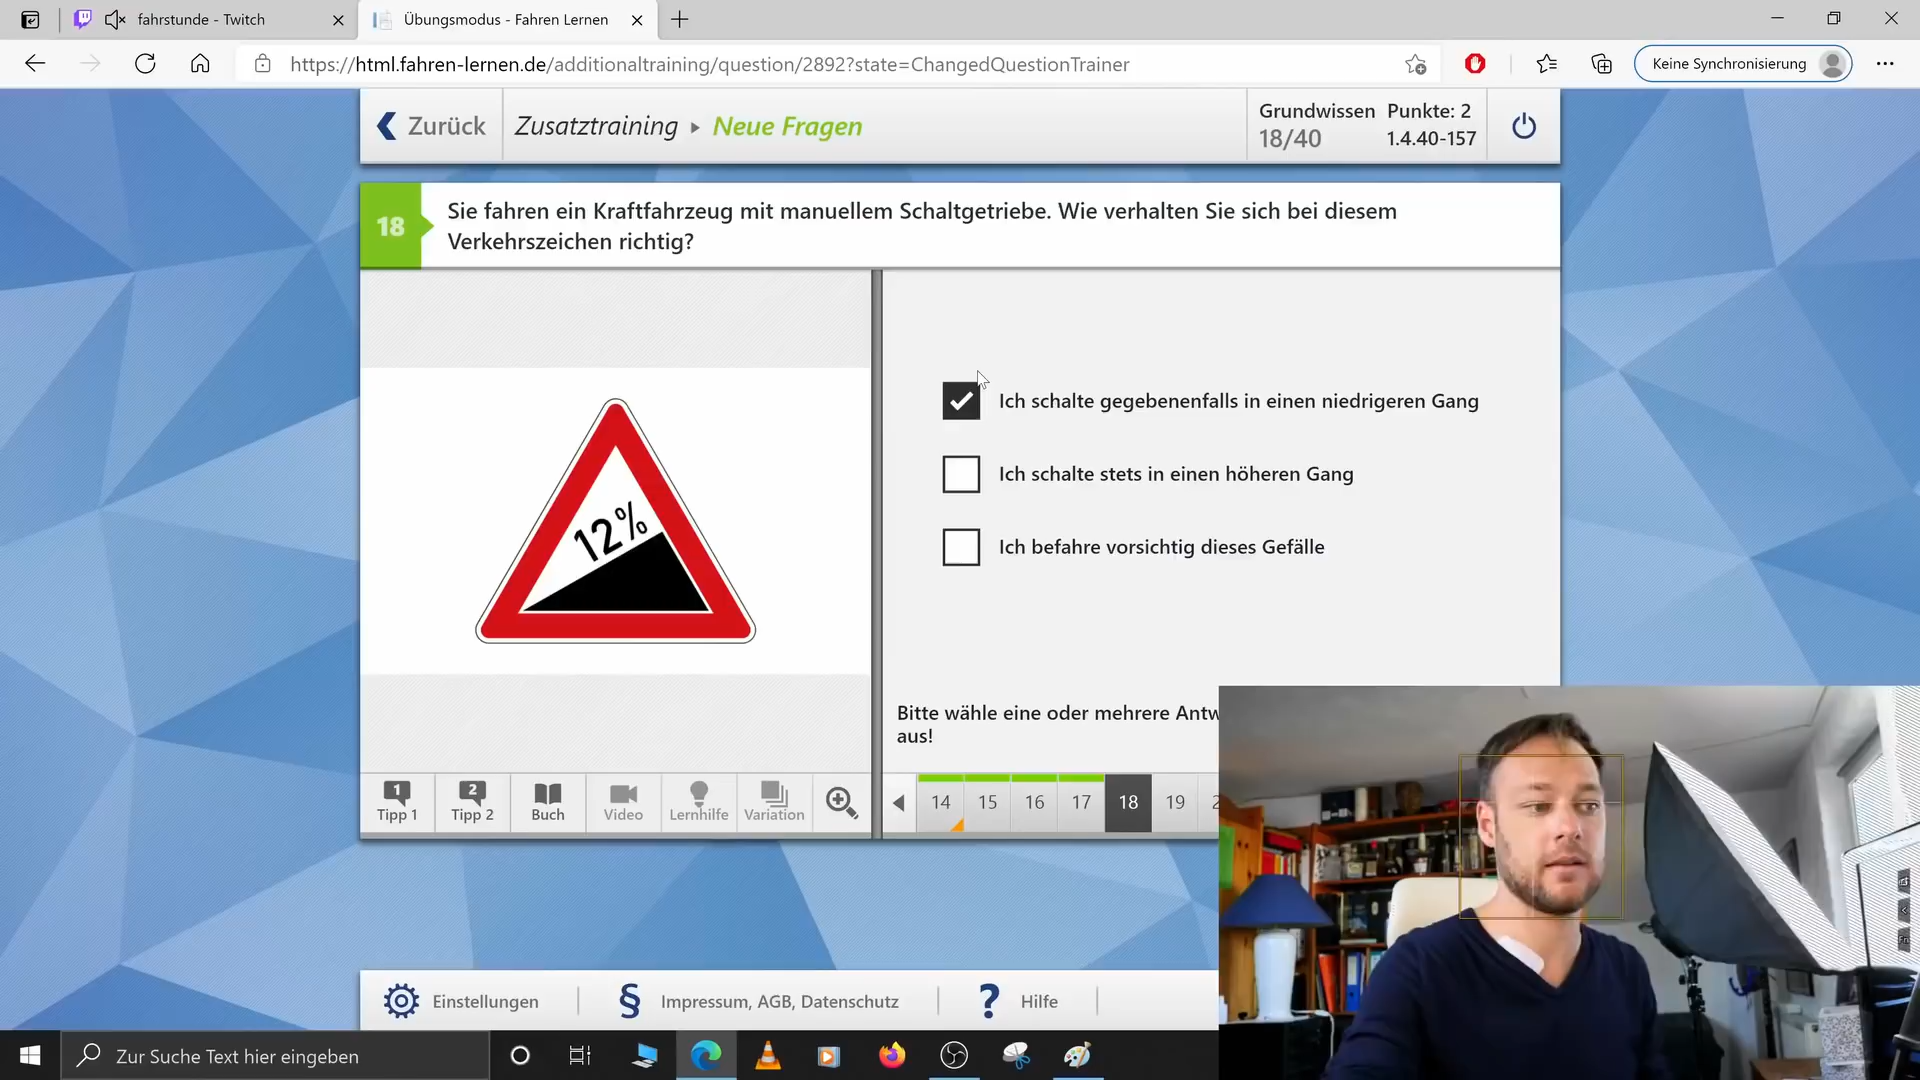 fahrstunde - Twitch
Übungsmodus - Fahren Lernen
https://html.fahren-lernen.de/additionaltraining/question/2892?state=ChangedQuestionTrainer
Keine Synchronisierung
Zurück
Zusatztraining ▸ Neue Fragen
Grundwissen Punkte: 2
18/40 1.4.40-157
18
Sie fahren ein Kraftfahrzeug mit manuellem Schaltgetriebe. Wie verhalten Sie sich bei diesem
Verkehrszeichen richtig?
12%
Ich schalte gegebenenfalls in einen niedrigeren Gang
Ich schalte stets in einen höheren Gang
Ich befahre vorsichtig dieses Gefälle
Bitte wähle eine oder mehrere Antw
aus!
1 Tipp 1
2 Tipp 2
Buch
Video
Lernhilfe
Variation
14 15 16 17 18 19 2
Einstellungen
§ Impressum, AGB, Datenschutz
? Hilfe
Zur Suche Text hier eingeben